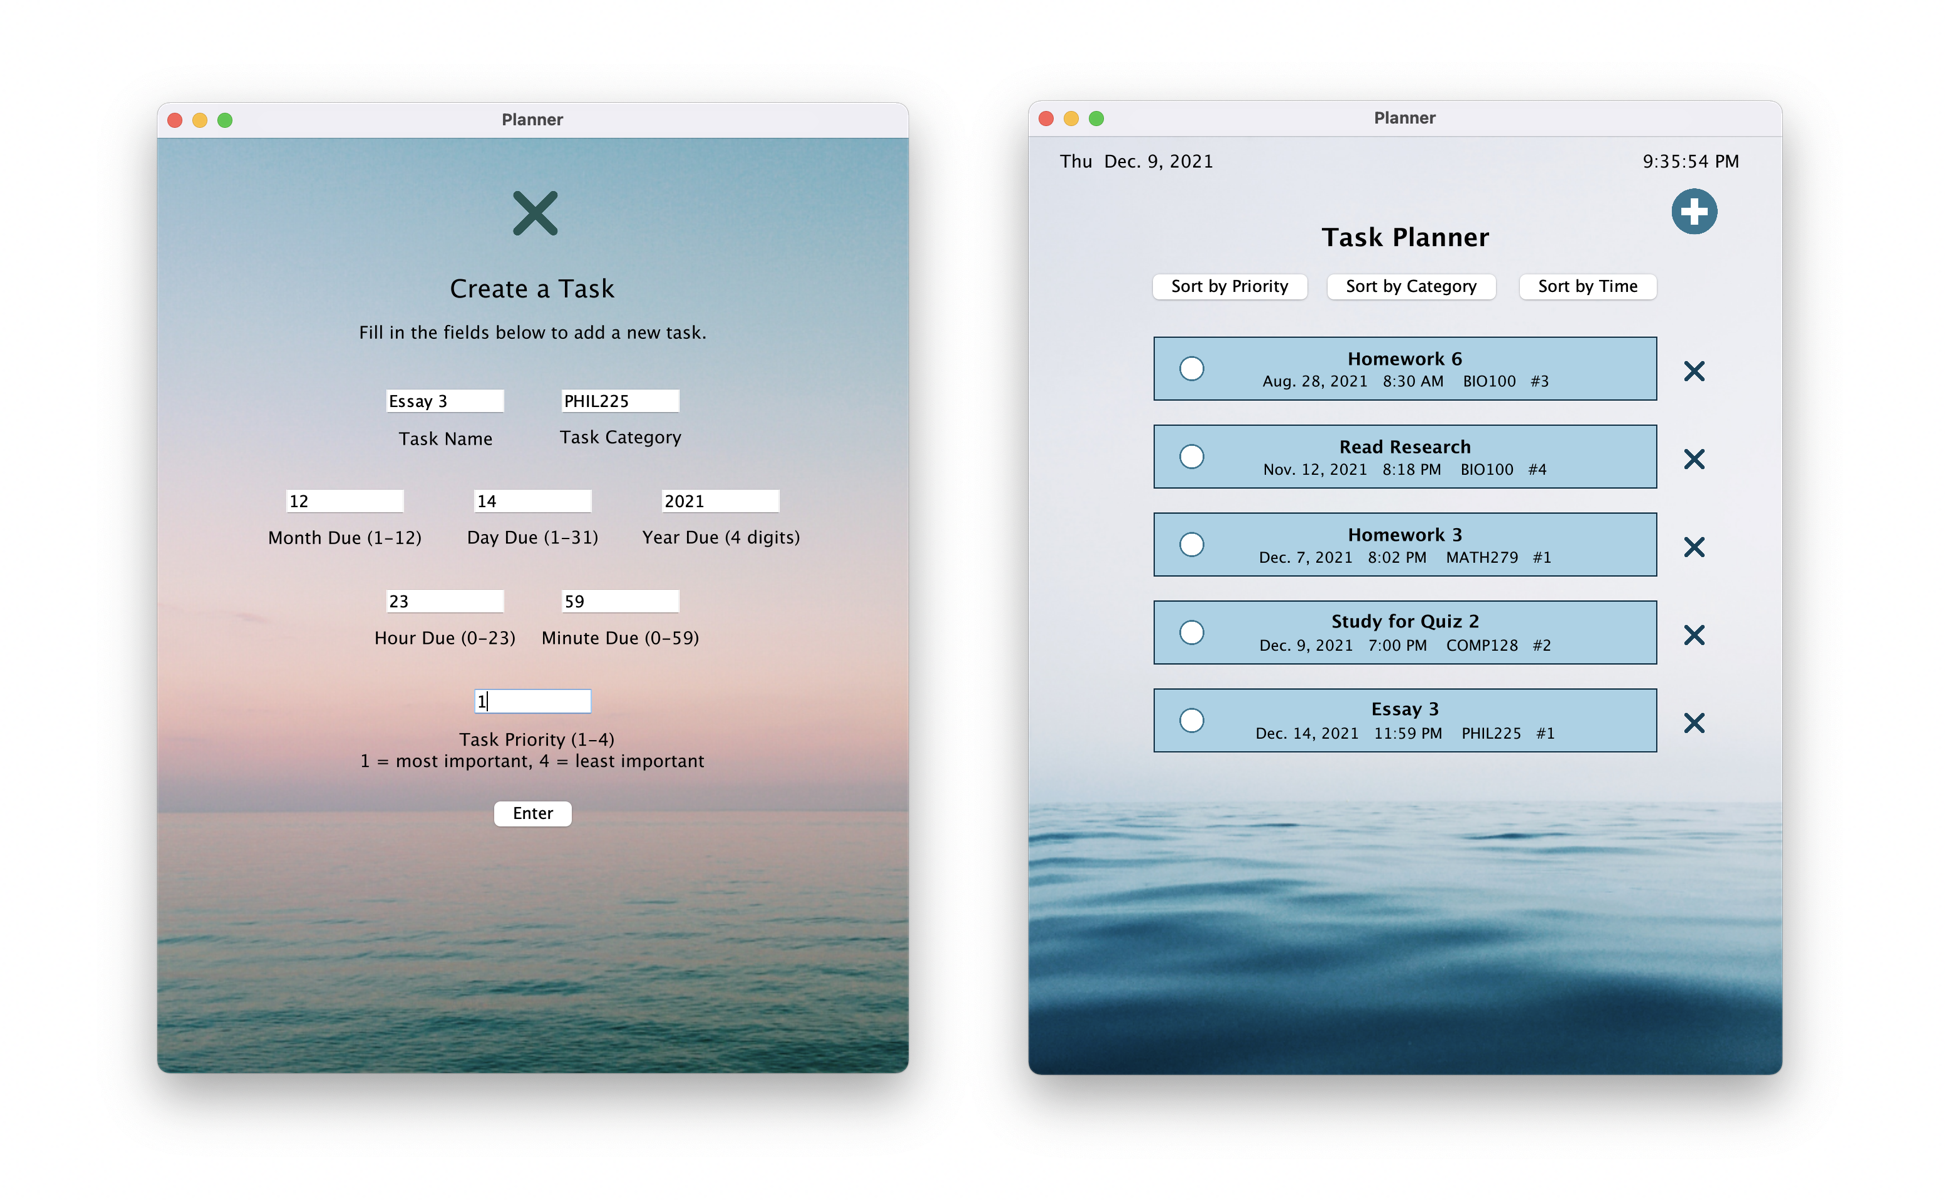 Planner
Create a Task
Fill in the fields below to add a new task.
Essay 3 PHIL225
Task Name Task Category
12 14 2021
Month Due (1-12) Day Due (1-31) Year Due (4 digits)
23 59
Hour Due (0-23) Minute Due (0-59)
1
Task Priority (1-4)
1 = most important, 4 = least important
Enter
Planner
Thu Dec. 9, 2021 9:35:54 PM
Task Planner
Sort by Priority Sort by Category Sort by Time
Homework 6
Aug. 28, 2021 8:30 AM BIO100 #3
Read Research
Nov. 12, 2021 8:18 PM BIO100 #4
Homework 3
Dec. 7, 2021 8:02 PM MATH279 #1
Study for Quiz 2
Dec. 9, 2021 7:00 PM COMP128 #2
Essay 3
Dec. 14, 2021 11:59 PM PHIL225 #1